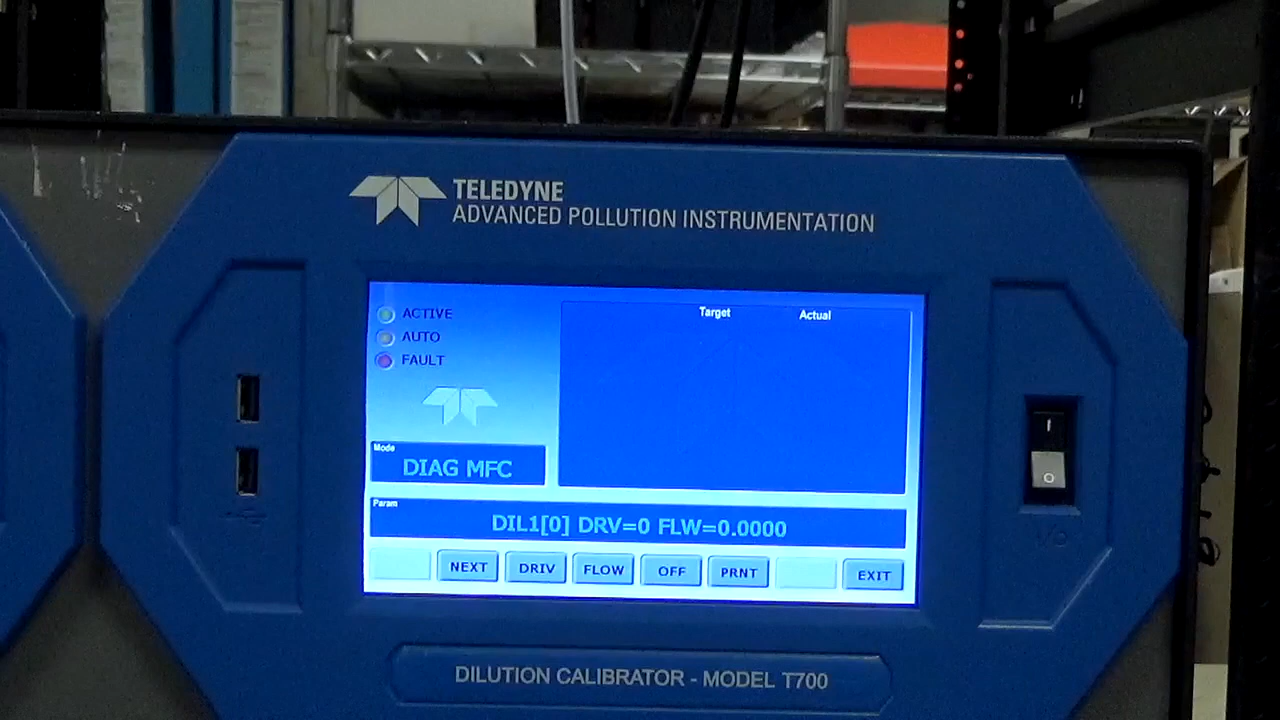 TELEDYNE
ADVANCED POLLUTION INSTRUMENTATION
ACTIVE
AUTO
FAULT
Target Actual
Mode
DIAG MFC
Param
DIL1[0] DRV=0 FLW=0.0000
NEXT DRIV FLOW OFF PRNT EXIT
I/O
DILUTION CALIBRATOR - MODEL T700